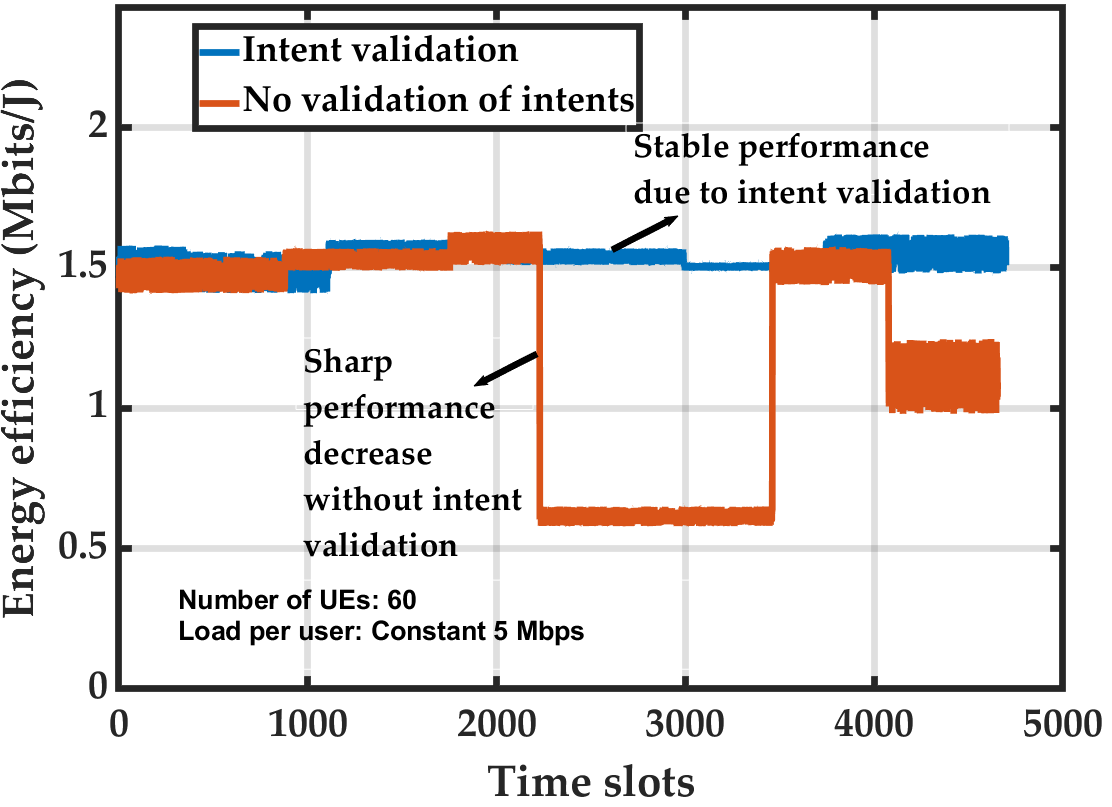 Intent validation
No validation of intents
Stable performance
due to intent validation
Sharp
performance
decrease
without intent
validation
Number of UEs: 60
Load per user: Constant 5 Mbps
Energy efficiency (Mbits/J)
2
1.5
1
0.5
0
0 1000 2000 3000 4000 5000
Time slots